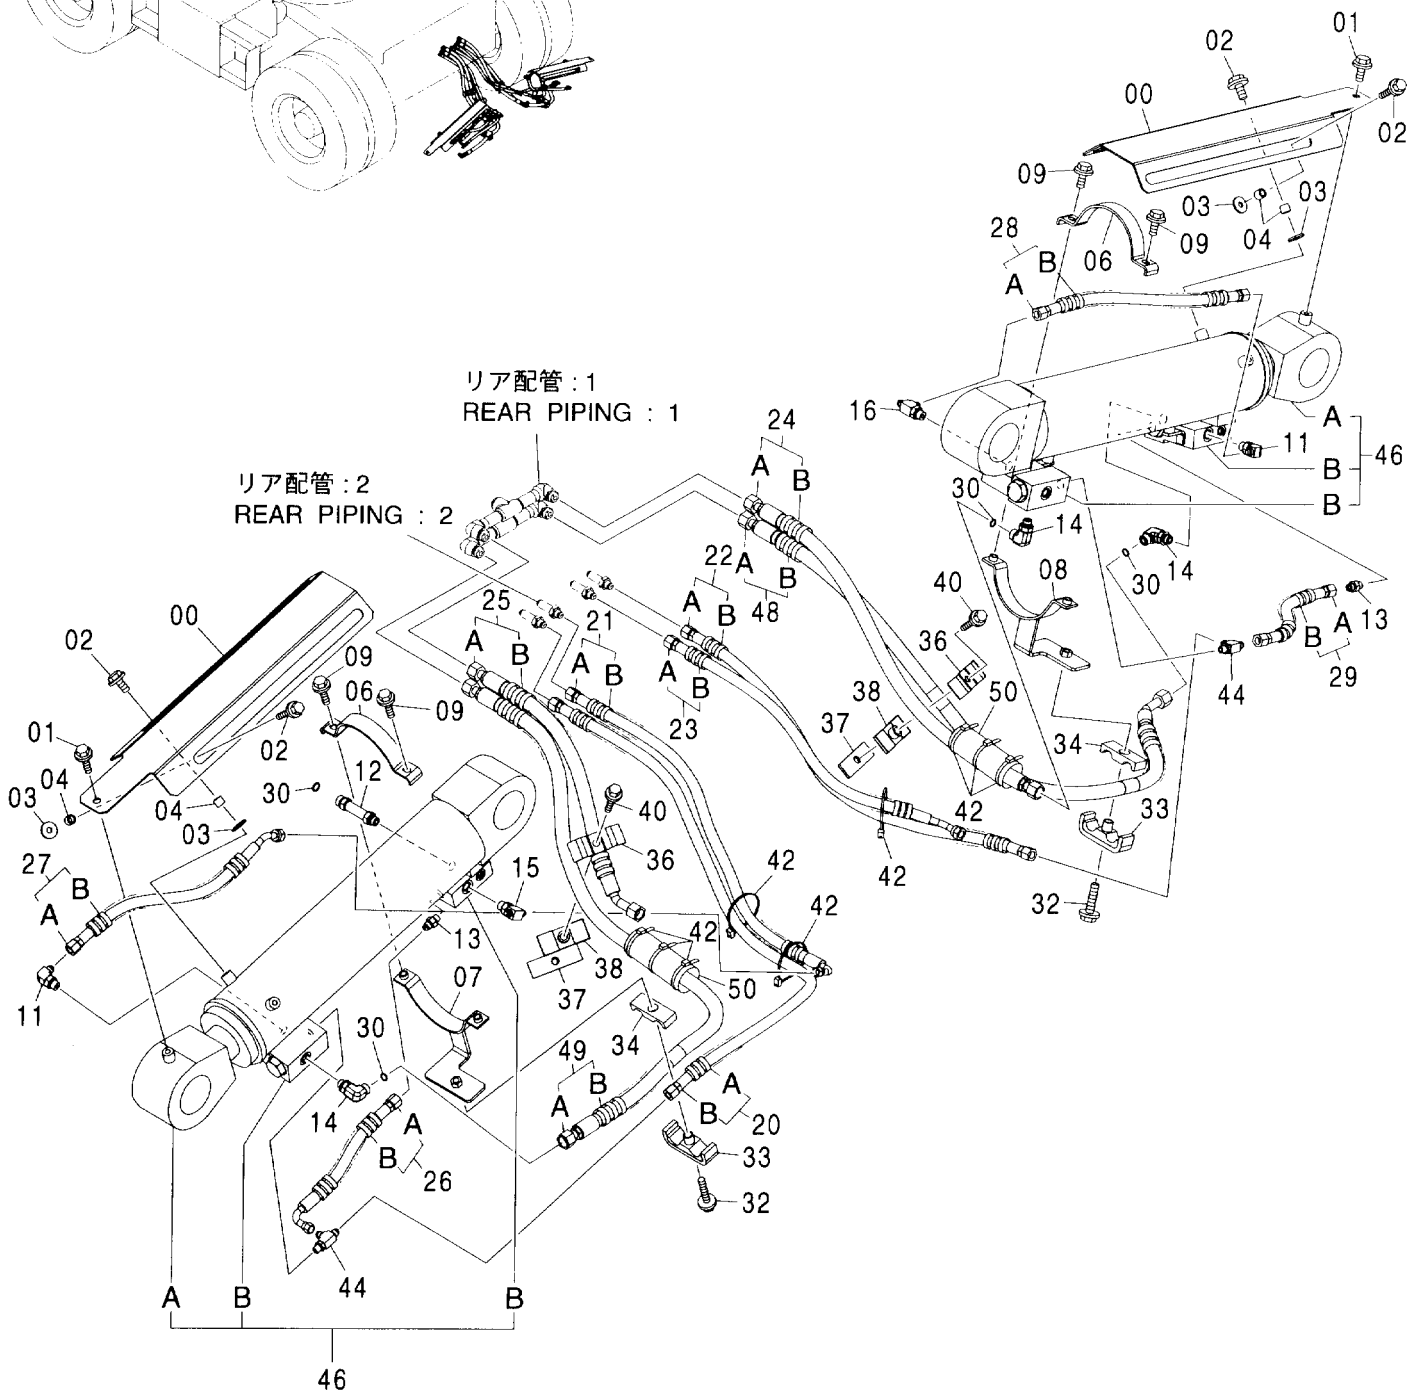 01
02
00
02
09
03
03
04
28
09
B
06
A
リア配管 : 1
REAR PIPING : 1
16
24
A
11
46
A
B
B
リア配管 : 2
REAR PIPING : 2
30
B
14
22
A
B
08
30
14
40
00
25
A
B
48
A
13
02
21
36
B
A
B
A
B
29
09
A
50
44
06
B
A
38
09
B
23
37
01
02
34
12
04
30
03
04
40
42
33
03
27
36
B
42
42
15
42
A
32
13
42
38
07
50
11
37
30
34
49
A
B
B
20
14
A
A
33
B
26
32
44
A
B
B
46